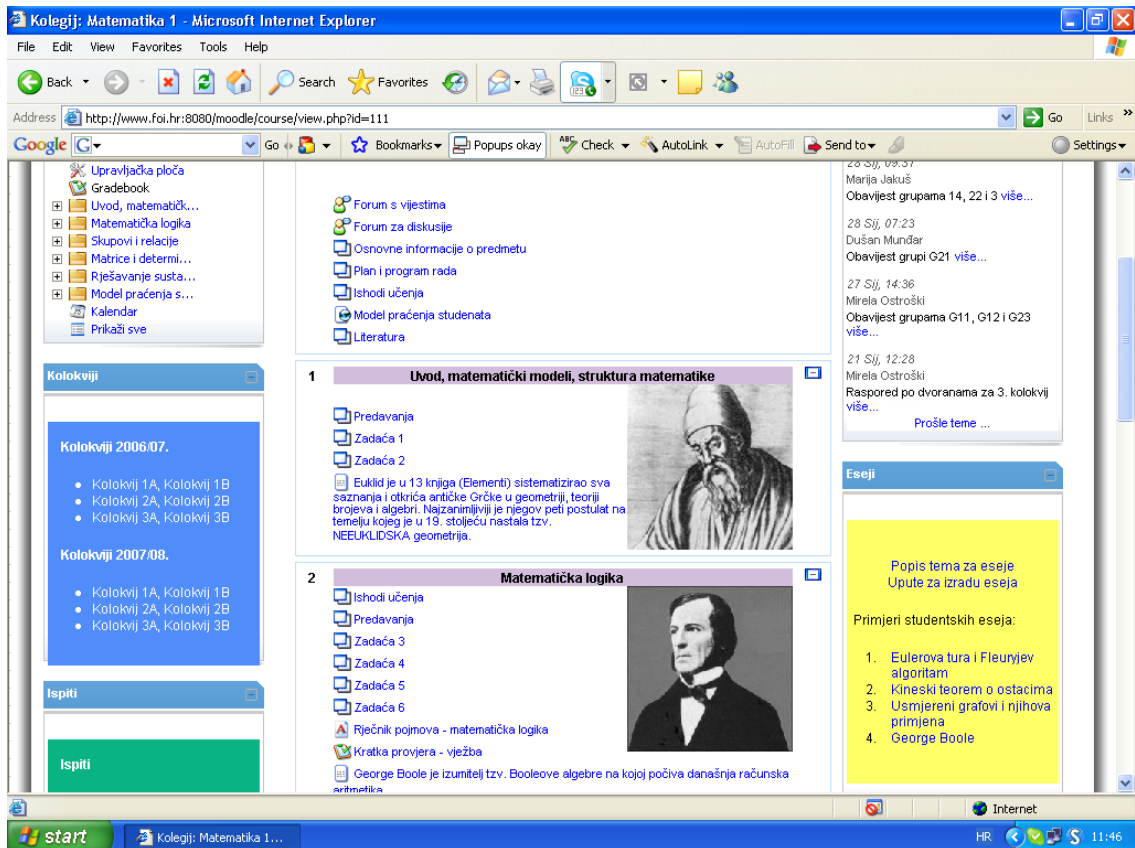 Kolegij: Matematika 1 - Microsoft Internet Explorer
File Edit View Favorites Tools Help
Back Search Favorites
Address http://www.foi.hr:8080/moodle/course/view.php?id=111 Go Links »
Google G Go Bookmarks Popups okay ABC Check AutoLink AutoFill Send to Settings
Upravljačka ploča
Gradebook
Uvod, matematičk...
Matematička logika
Skupovi i relacije
Matrice i determi...
Rješavanje susta...
Model praćenja s...
Kalendar
Prikaži sve
Kolokviji
Kolokviji 2006/07.
• Kolokvij 1A, Kolokvij 1B
• Kolokvij 2A, Kolokvij 2B
• Kolokvij 3A, Kolokvij 3B
Kolokviji 2007/08.
• Kolokvij 1A, Kolokvij 1B
• Kolokvij 2A, Kolokvij 2B
• Kolokvij 3A, Kolokvij 3B
Ispiti
Ispiti
Forum s vijestima
Forum za diskusije
Osnovne informacije o predmetu
Plan i program rada
Ishodi učenja
Model praćenja studenata
Literatura
1 Uvod, matematički modeli, struktura matematike
Predavanja
Zadaća 1
Zadaća 2
Euklid je u 13 knjiga (Elementi) sistematizirao sva
saznanja i otkrića antičke Grčke u geometriji, teoriji
brojeva i algebri. Najzanimljiviji je njegov peti postulat na
temelju kojeg je u 19. stoljeću nastala tzv.
NEEUKLIDSKA geometrija.
2 Matematička logika
Ishodi učenja
Predavanja
Zadaća 3
Zadaća 4
Zadaća 5
Zadaća 6
Rječnik pojmova - matematička logika
Kratka provjera - vježba
George Boole je izumitelj tzv. Booleove algebre na kojoj počiva današnja računska
aritmetika
28 Sij, 09:37
Marija Jakuš
Obavijest grupama 14, 22 i 3 više...
28 Sij, 07:23
Dušan Munđar
Obavijest grupi G21 više...
27 Sij, 14:36
Mirela Ostroški
Obavijest grupama G11, G12 i G23
više...
21 Sij, 12:28
Mirela Ostroški
Raspored po dvoranama za 3. kolokvij
više...
Prošle teme ...
Eseji
Popis tema za eseje
Upute za izradu eseja
Primjeri studentskih eseja:
1. Eulerova tura i Fleuryjev
algoritam
2. Kineski teorem o ostacima
3. Usmjereni grafovi i njihova
primjena
4. George Boole
Internet
start Kolegij: Matematika 1... HR 11:46